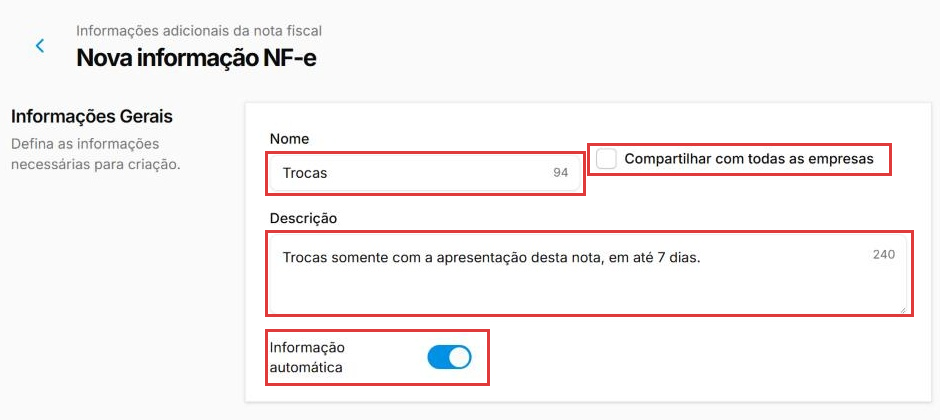 Informações adicionais da nota fiscal
Nova informação NF-e
Informações Gerais
Defina as informações
necessárias para criação.
Nome
Trocas 94
Compartilhar com todas as empresas
Descrição
Trocas somente com a apresentação desta nota, em até 7 dias. 240
Informação
automática